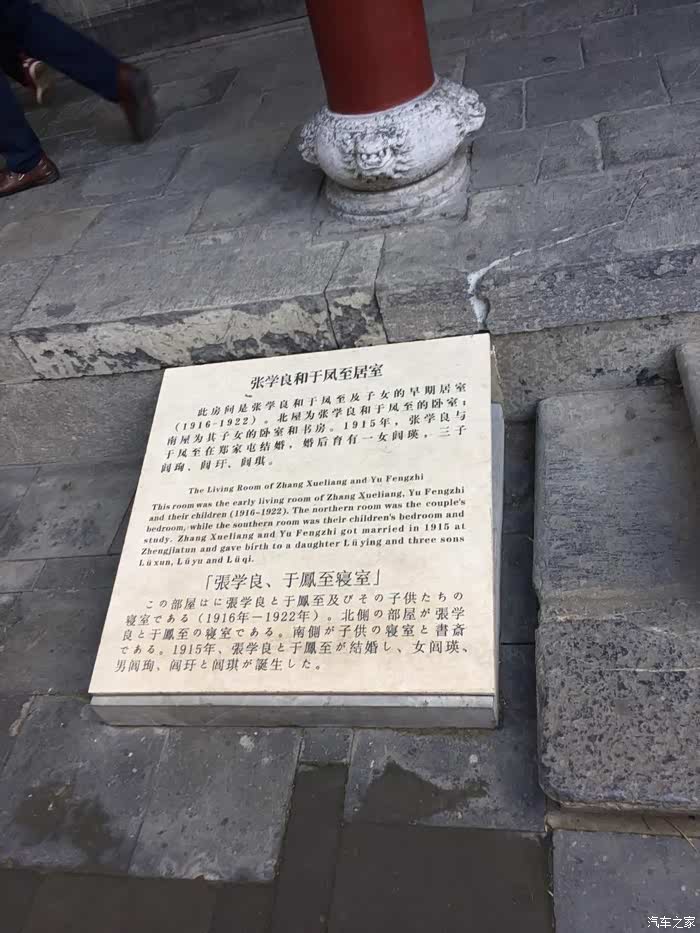 张学良和于凤至居室
此房间是张学良和于凤至及子女的早期居室
（1916-1922）。北屋为张学良和于凤至的卧室；
南屋为其子女的卧室和书房。1915年，张学良与
于凤至在郑家屯结婚，婚后育有一女闾瑛，三子
闾珣、闾玗、闾琪。
The Living Room of Zhang Xueliang and Yu Fengzhi
This room was the early living room of Zhang Xueliang, Yu Fengzhi
and their children (1916-1922). The northern room was the couple's
bedroom, while the southern room was their children's bedroom and
study. Zhang Xueliang and Yu Fengzhi got married in 1915 at
Zhengjiatun and gave birth to a daughter Lü ying and three sons
Lü xun, Lü yu and Lü qi.
「張学良、于鳳至寝室」
この部屋はに張学良と于鳳至及びその子供たちの
寝室である（1916年—1922年）。北側の部屋が張学
良と于鳳至の寝室である。南側が子供の寝室と書斎
である。1915年、張学良と于鳳至が結婚し、女闾瑛、
男闾珣、闾玗と闾琪が誕生した。
汽车之家